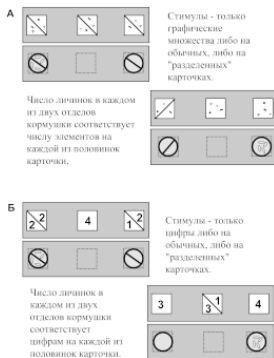 А
Стимулы - только
графические
множества либо на
обычных, либо на
"разделенных"
карточках.
Число личинок в каждом
из двух отделов
кормушки соответствует
числу элементов на
каждой из половинок
карточки.
Б
2 2
4
1 2
Стимулы - только
цифры либо на
обычных, либо на
"разделенных"
карточках.
Число личинок в
каждом из двух
отделов кормушки
соответствует
цифрам на каждой из
половинок карточки.
3
3 1
4